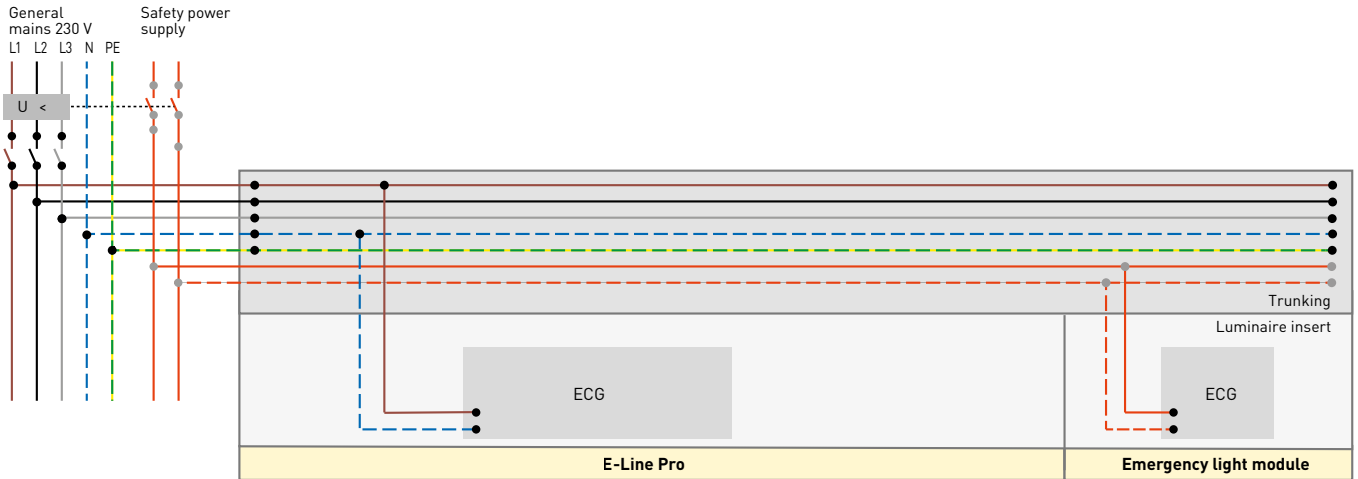 General
mains 230 V
Safety power
supply
L1 L2 L3 N PE
U <
Trunking
Luminaire insert
ECG
ECG
E-Line Pro
Emergency light module